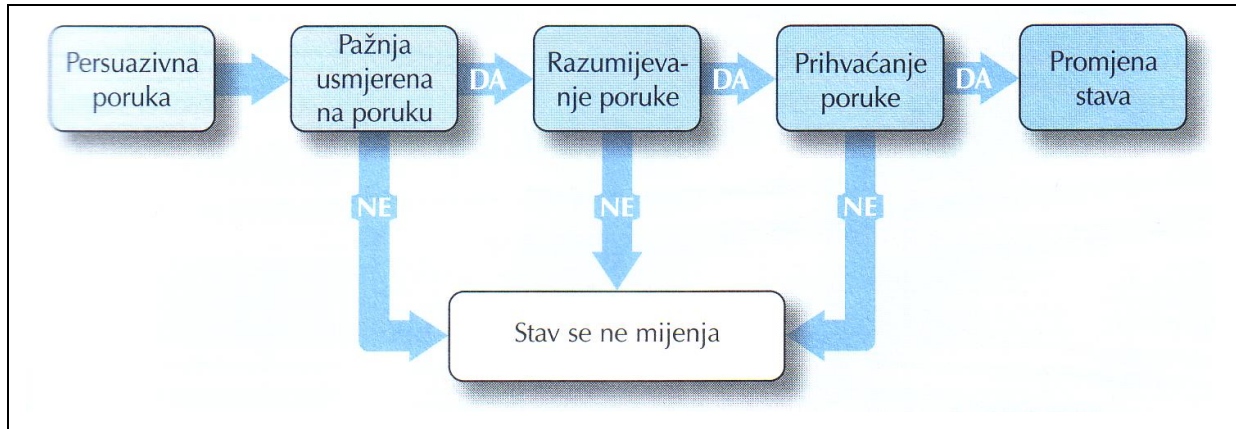 Persuazivna
poruka
Pažnja
usmjerena
na poruku
DA
Razumijeva-
nje poruke
DA
Prihvaćanje
poruke
DA
Promjena
stava
NE
NE
NE
Stav se ne mijenja